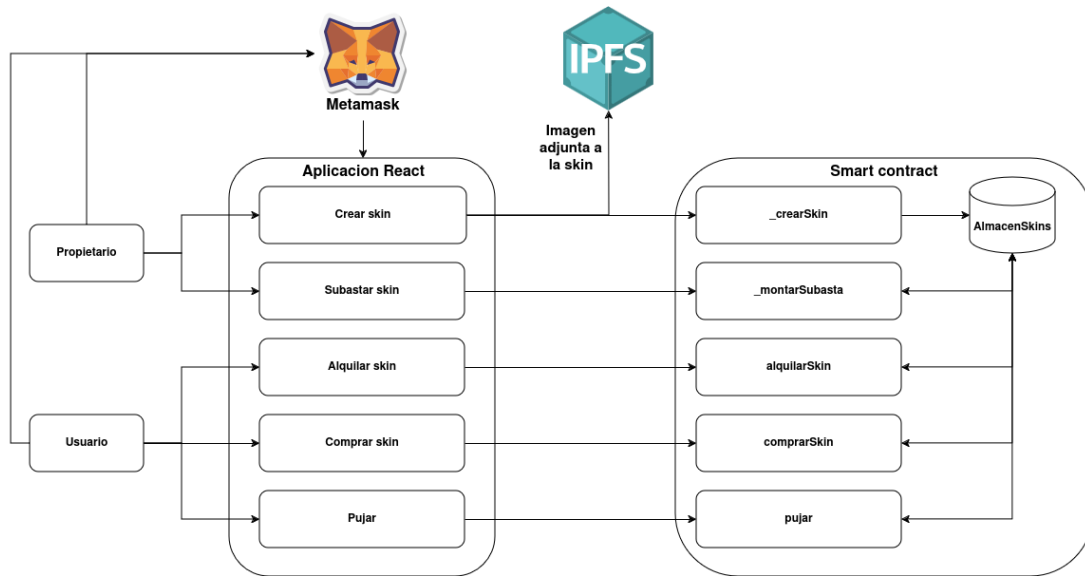 IPFS
Metamask
Imagen
adjunta a
la skin
Aplicacion React
Smart contract
Crear skin
_crearSkin
AlmacenSkins
Propietario
Subastar skin
_montarSubasta
Alquilar skin
alquilarSkin
Usuario
Comprar skin
comprarSkin
Pujar
pujar